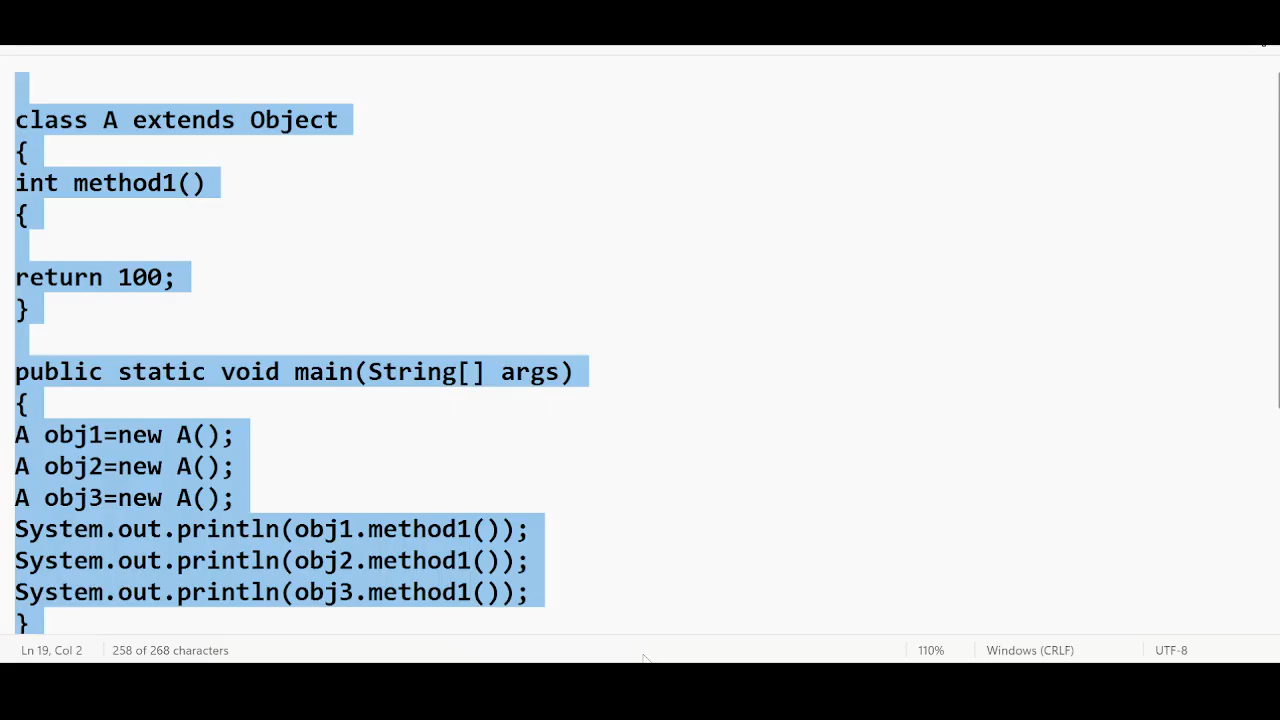 class A extends Object
{
int method1()
{
return 100;
}
public static void main(String[] args)
{
A obj1=new A();
A obj2=new A();
A obj3=new A();
System.out.println(obj1.method1());
System.out.println(obj2.method1());
System.out.println(obj3.method1());
}
Ln 19, Col 2 258 of 268 characters 110% Windows (CRLF) UTF-8